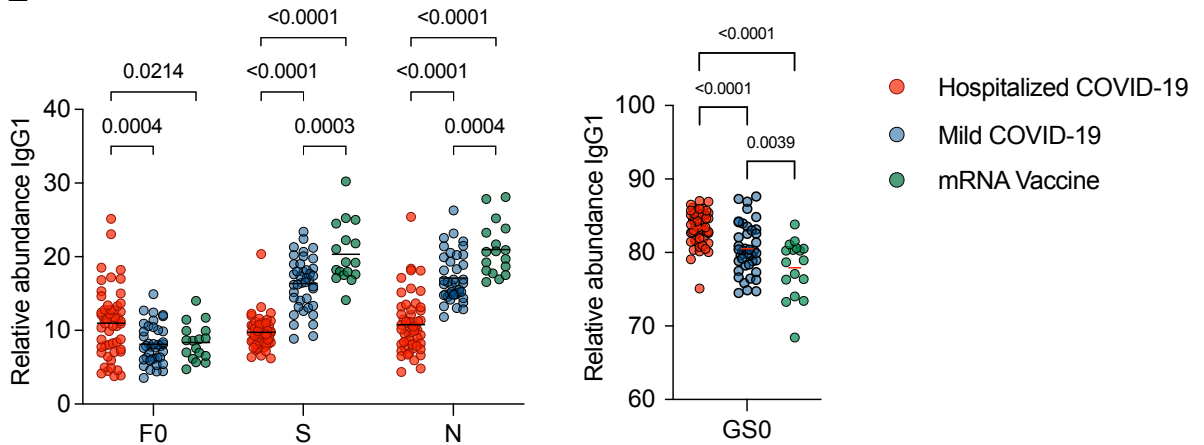 <0.0001 <0.0001
<0.0001
0.0214 <0.0001 <0.0001
0.0004 0.0003 0.0004
<0.0001
0.0039
Relative abundance IgG1
40
30
20
10
0
F0 S N
Relative abundance IgG1
100
90
80
70
60
GS0
Hospitalized COVID-19
Mild COVID-19
mRNA Vaccine